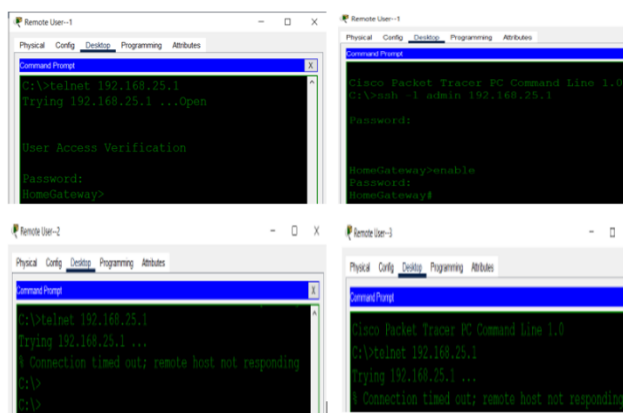 Remote User--1
Physical Config Desktop Programming Attributes
Command Prompt X
C:\>telnet 192.168.25.1
Trying 192.168.25.1 ...Open
User Access Verification
Password:
HomeGateway>
Remote User--1
Physical Config Desktop Programming Attributes
Command Prompt
Cisco Packet Tracer PC Command Line 1.0
C:\>ssh -l admin 192.168.25.1
Password:
HomeGateway>enable
Password:
HomeGateway#
Remote User--2
Physical Config Desktop Programming Attributes
Command Prompt X
C:\>telnet 192.168.25.1
Trying 192.168.25.1 ...
% Connection timed out; remote host not responding
C:\>
C:\>
Remote User--3
Physical Config Desktop Programming Attributes
Command Prompt
Cisco Packet Tracer PC Command Line 1.0
C:\>telnet 192.168.25.1
Trying 192.168.25.1 ...
% Connection timed out; remote host not responding